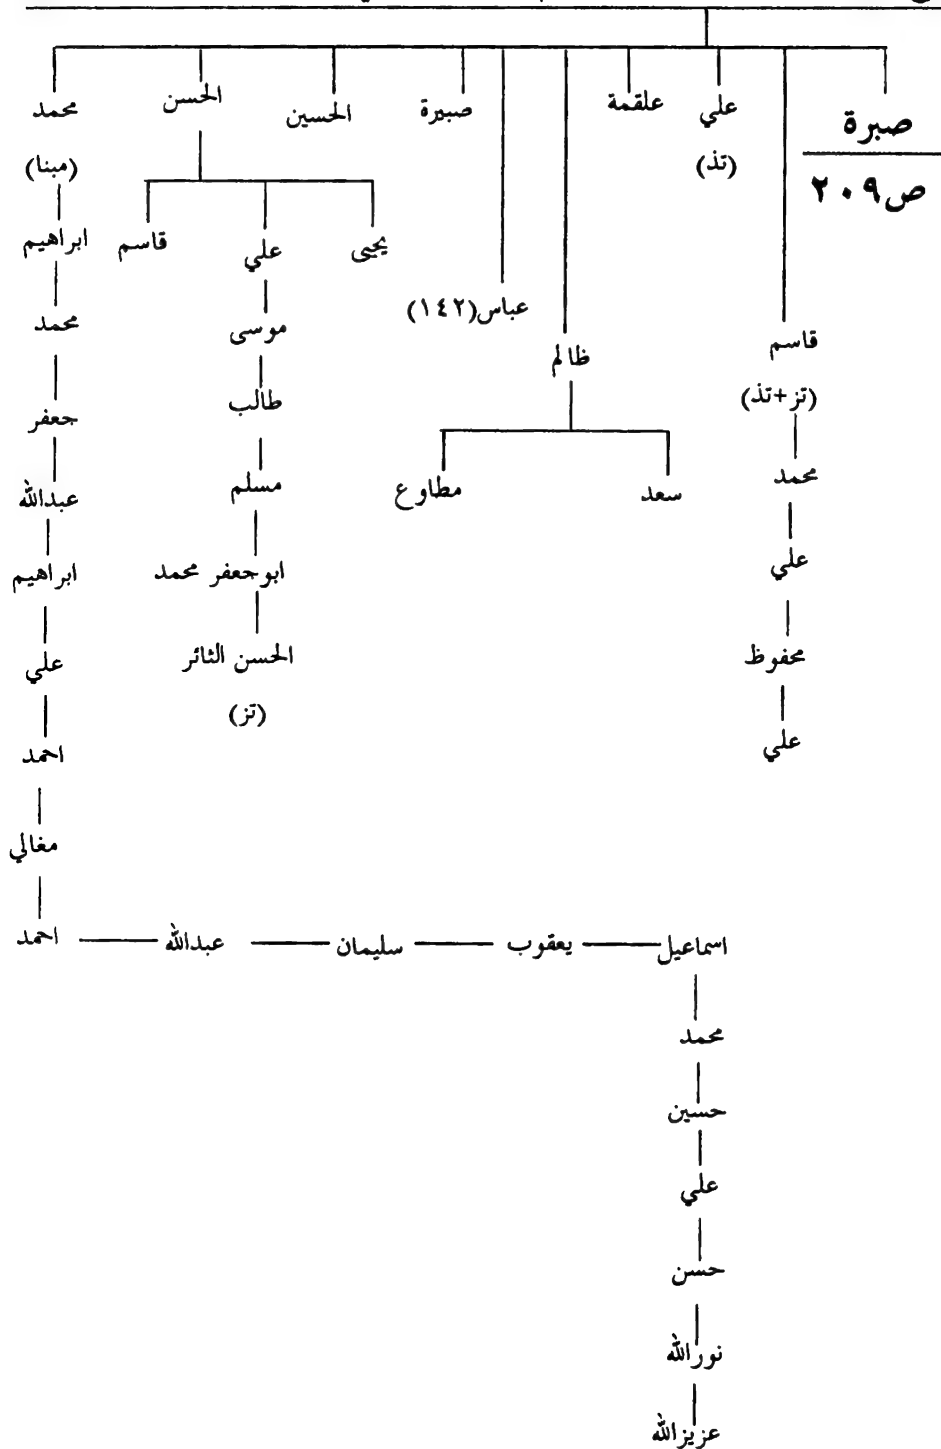 صبرة
ص٢٠٩
علي
(تذ)
علقمة
صبيرة
الحسين
الحسن
محمد
(مبنا)
يحيى
علي
قاسم
ابراهيم
عباس(١٤٢)
موسى
محمد
قاسم
(تز+تذ)
ظالم
طالب
جعفر
محمد
سعد
مطاوع
مسلم
عبدالله
علي
ابوجعفر محمد
ابراهيم
محفوظ
الحسن الثائر
(تز)
علي
علي
احمد
مغالي
اسماعيل
يعقوب
سليمان
عبدالله
احمد
محمد
حسين
علي
حسن
نورالله
عزيزالله